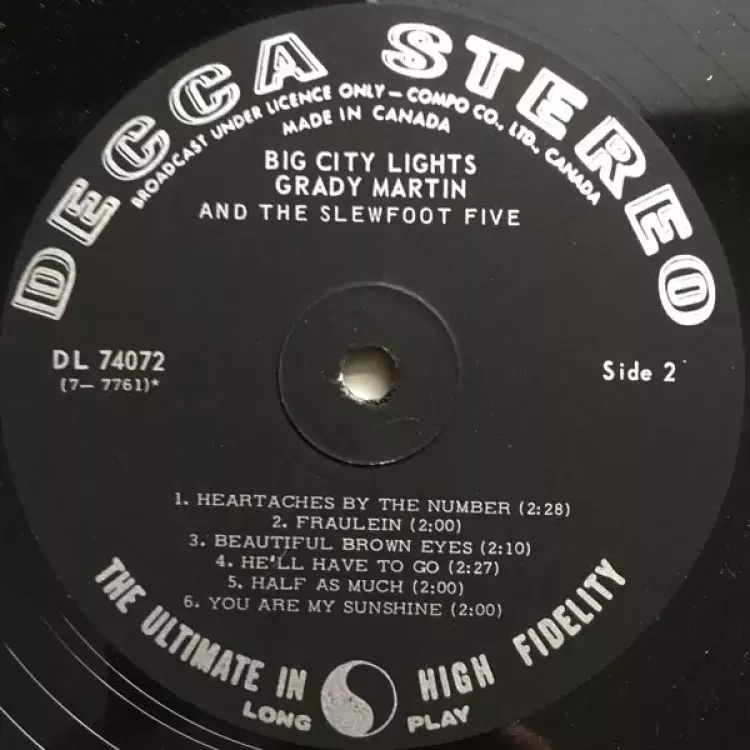 DECCA STEREO
BROADCAST UNDER LICENCE ONLY — COMPO CO., LTD., CANADA
MADE IN CANADA
BIG CITY LIGHTS
GRADY MARTIN
AND THE SLEWFOOT FIVE
DL 74072
(7— 7761)*
Side 2
1. HEARTACHES BY THE NUMBER (2:28)
2. FRAULEIN (2:00)
3. BEAUTIFUL BROWN EYES (2:10)
4. HE'LL HAVE TO GO (2:27)
5. HALF AS MUCH (2:00)
6. YOU ARE MY SUNSHINE (2:00)
THE ULTIMATE IN HIGH FIDELITY
LONG PLAY